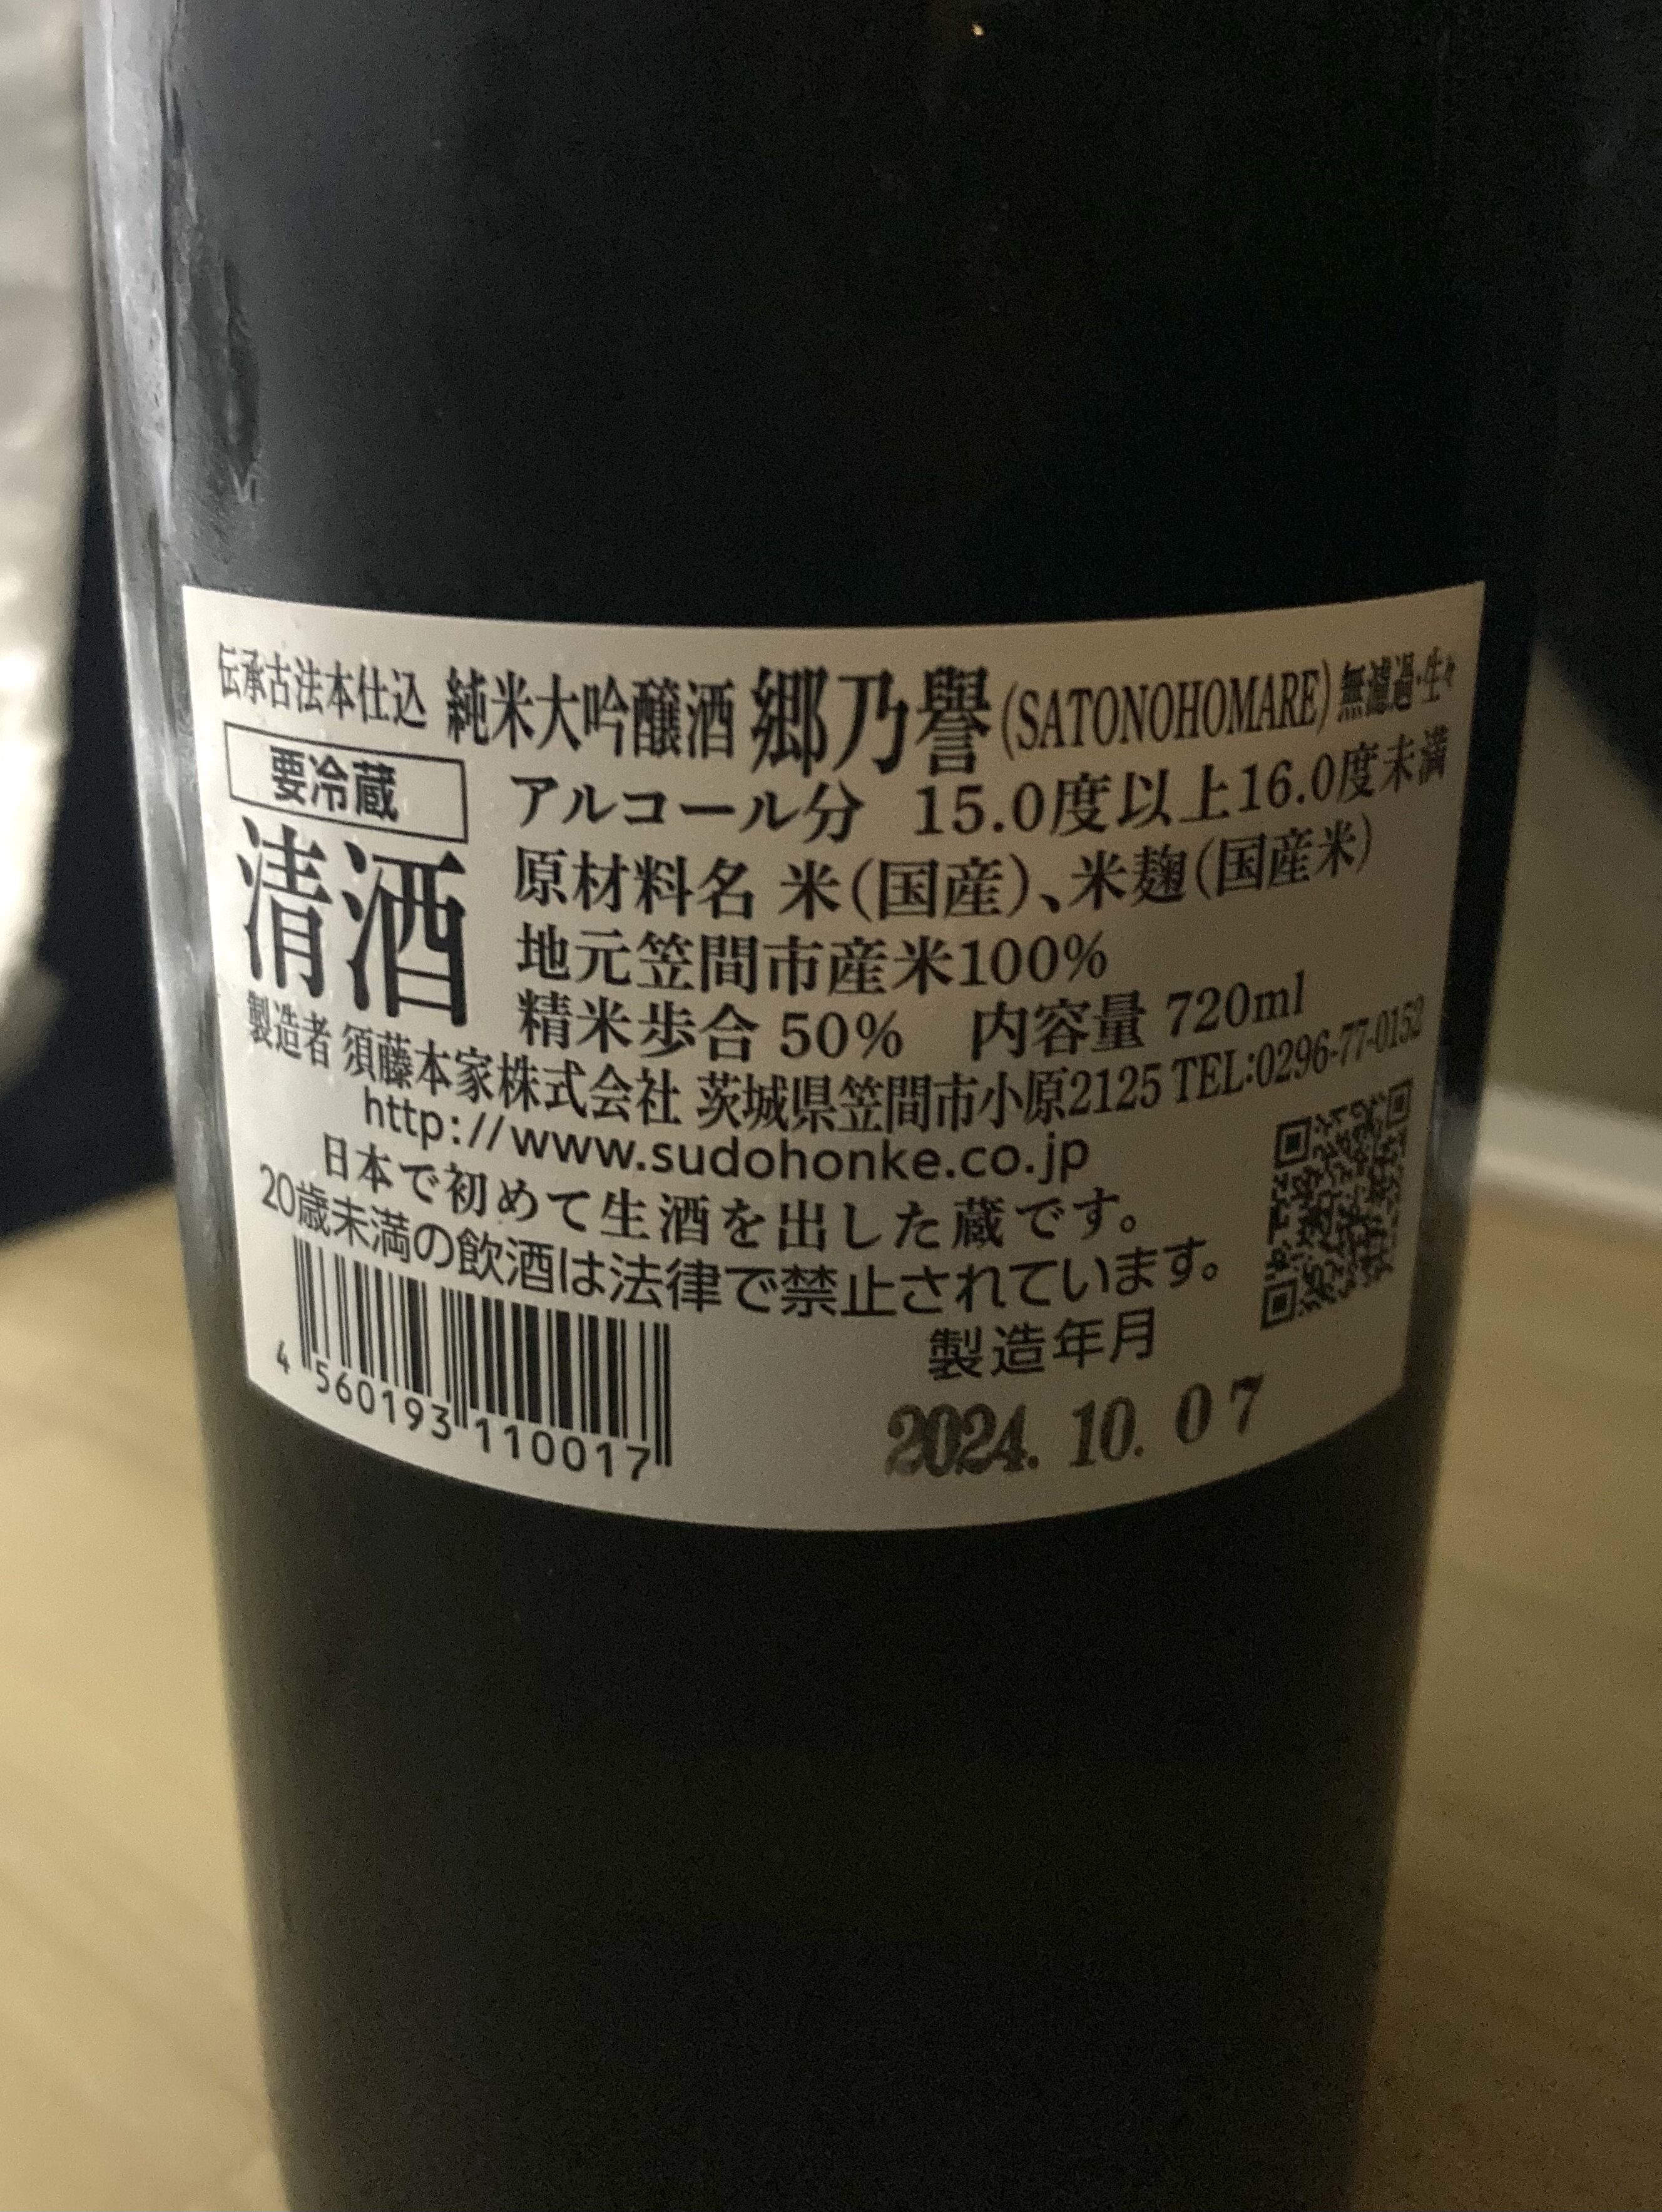 伝承古法本仕込 純米大吟醸酒 郷乃譽(SATONOHOMARE)無濾過・生々
要冷蔵
アルコール分 15.0度以上16.0度未満
清酒
原材料名 米(国産)、米麹(国産米)
地元笠間市産米100%
精米歩合 50% 内容量 720ml
製造者 須藤本家株式会社 茨城県笠間市小原2125 TEL:0296-77-0152
http://www.sudohonke.co.jp
日本で初めて生酒を出した蔵です。
20歳未満の飲酒は法律で禁止されています。
製造年月
2024. 10. 07
4 560193 110017